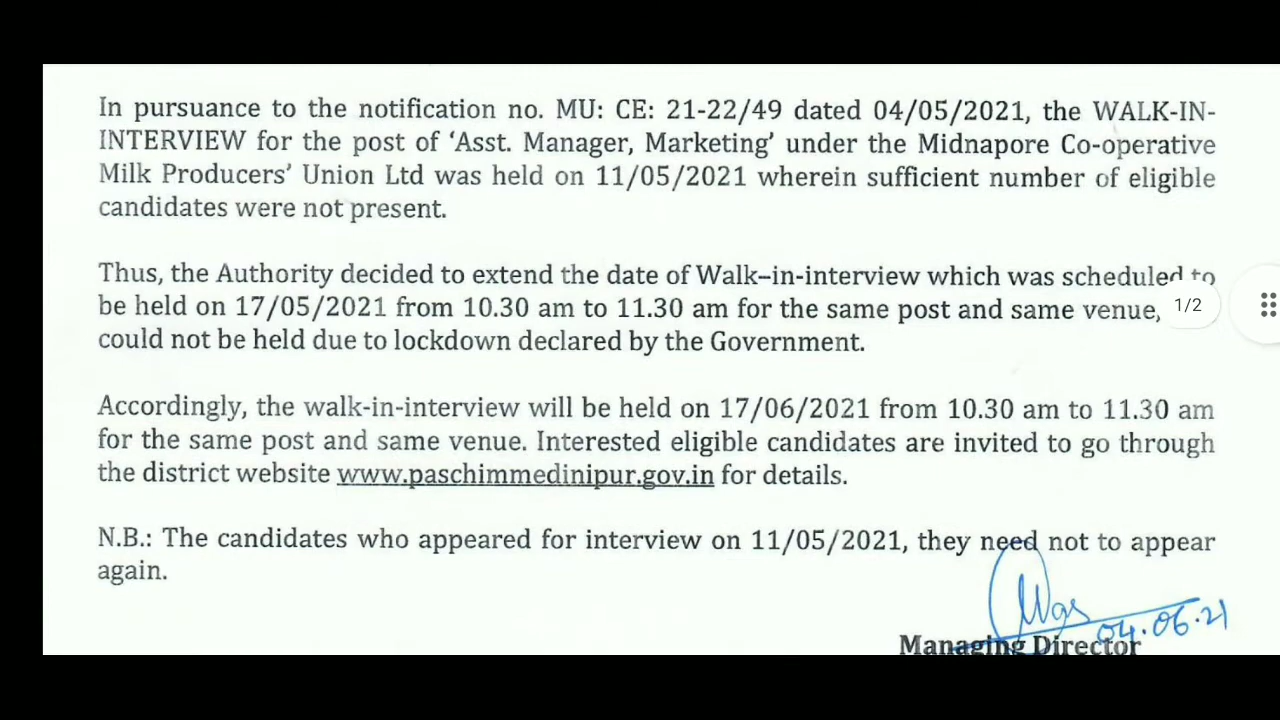 In pursuance to the notification no. MU: CE: 21-22/49 dated 04/05/2021, the WALK-IN-
INTERVIEW for the post of ‘Asst. Manager, Marketing’ under the Midnapore Co-operative
Milk Producers’ Union Ltd was held on 11/05/2021 wherein sufficient number of eligible
candidates were not present.
Thus, the Authority decided to extend the date of Walk–in-interview which was scheduled to
be held on 17/05/2021 from 10.30 am to 11.30 am for the same post and same venue,
1/2
could not be held due to lockdown declared by the Government.
Accordingly, the walk-in-interview will be held on 17/06/2021 from 10.30 am to 11.30 am
for the same post and same venue. Interested eligible candidates are invited to go through
the district website www.paschimmedinipur.gov.in for details.
N.B.: The candidates who appeared for interview on 11/05/2021, they need not to appear
again.
04.06.21
Managing Director